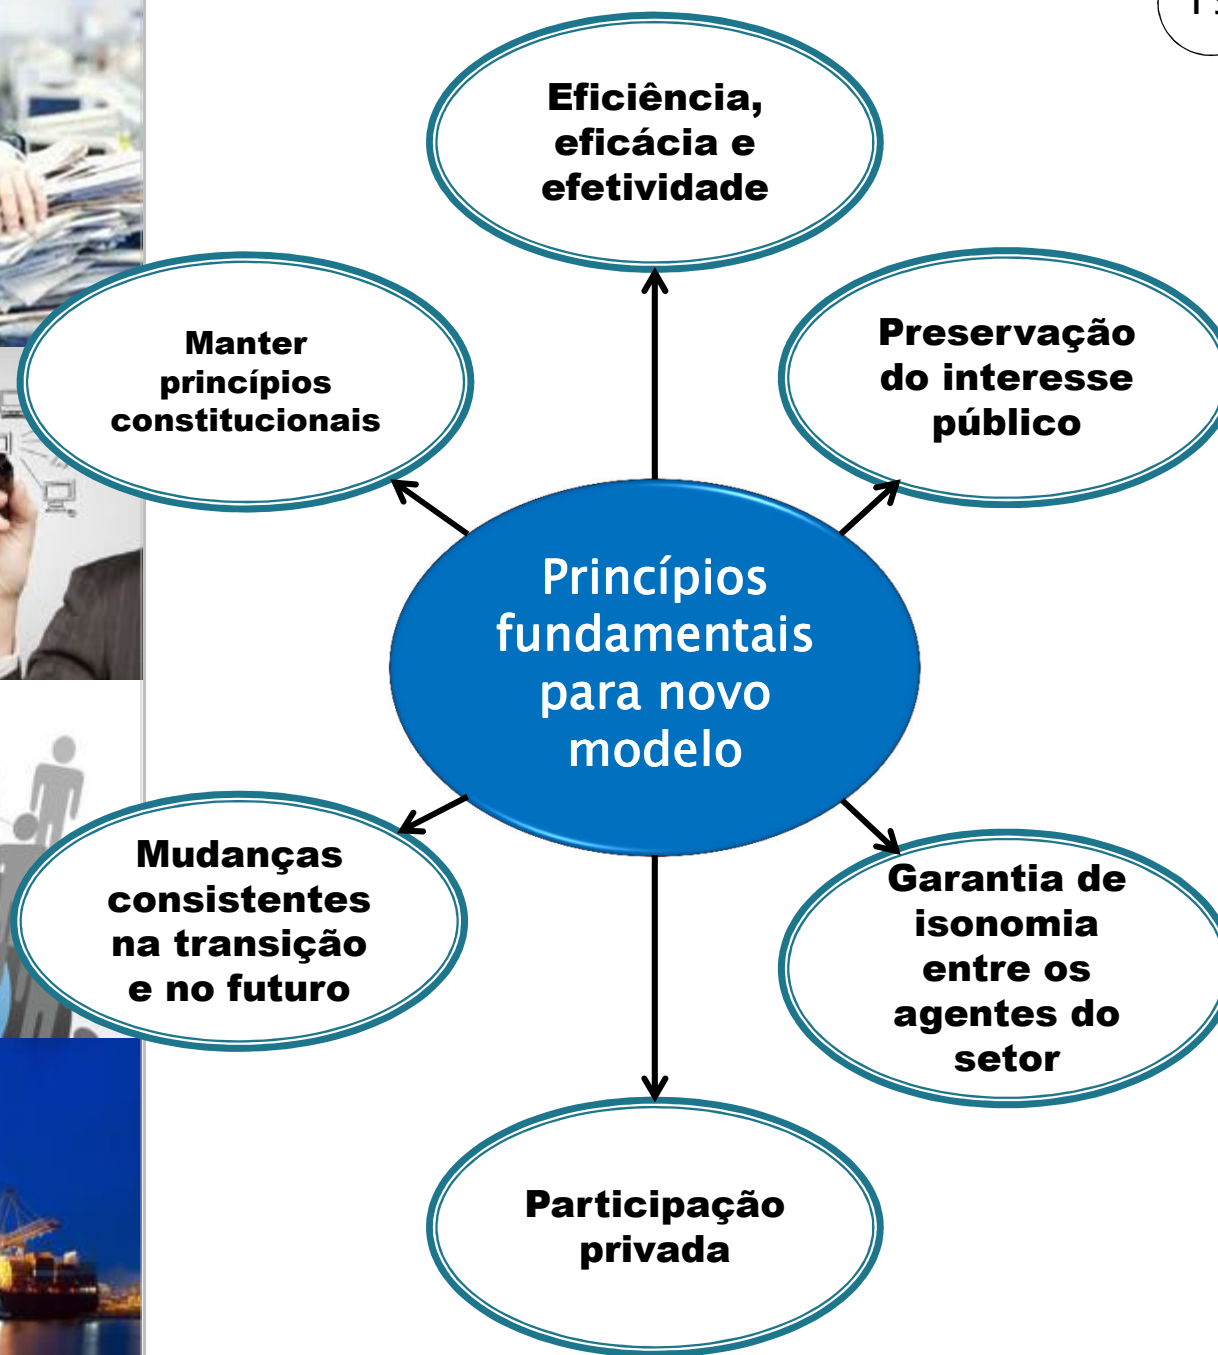 Eficiência,
eficácia e
efetividade
Manter
princípios
constitucionais
Preservação
do interesse
público
Princípios
fundamentais
para novo
modelo
Mudanças
consistentes
na transição
e no futuro
Garantia de
isonomia
entre os
agentes do
setor
Participação
privada